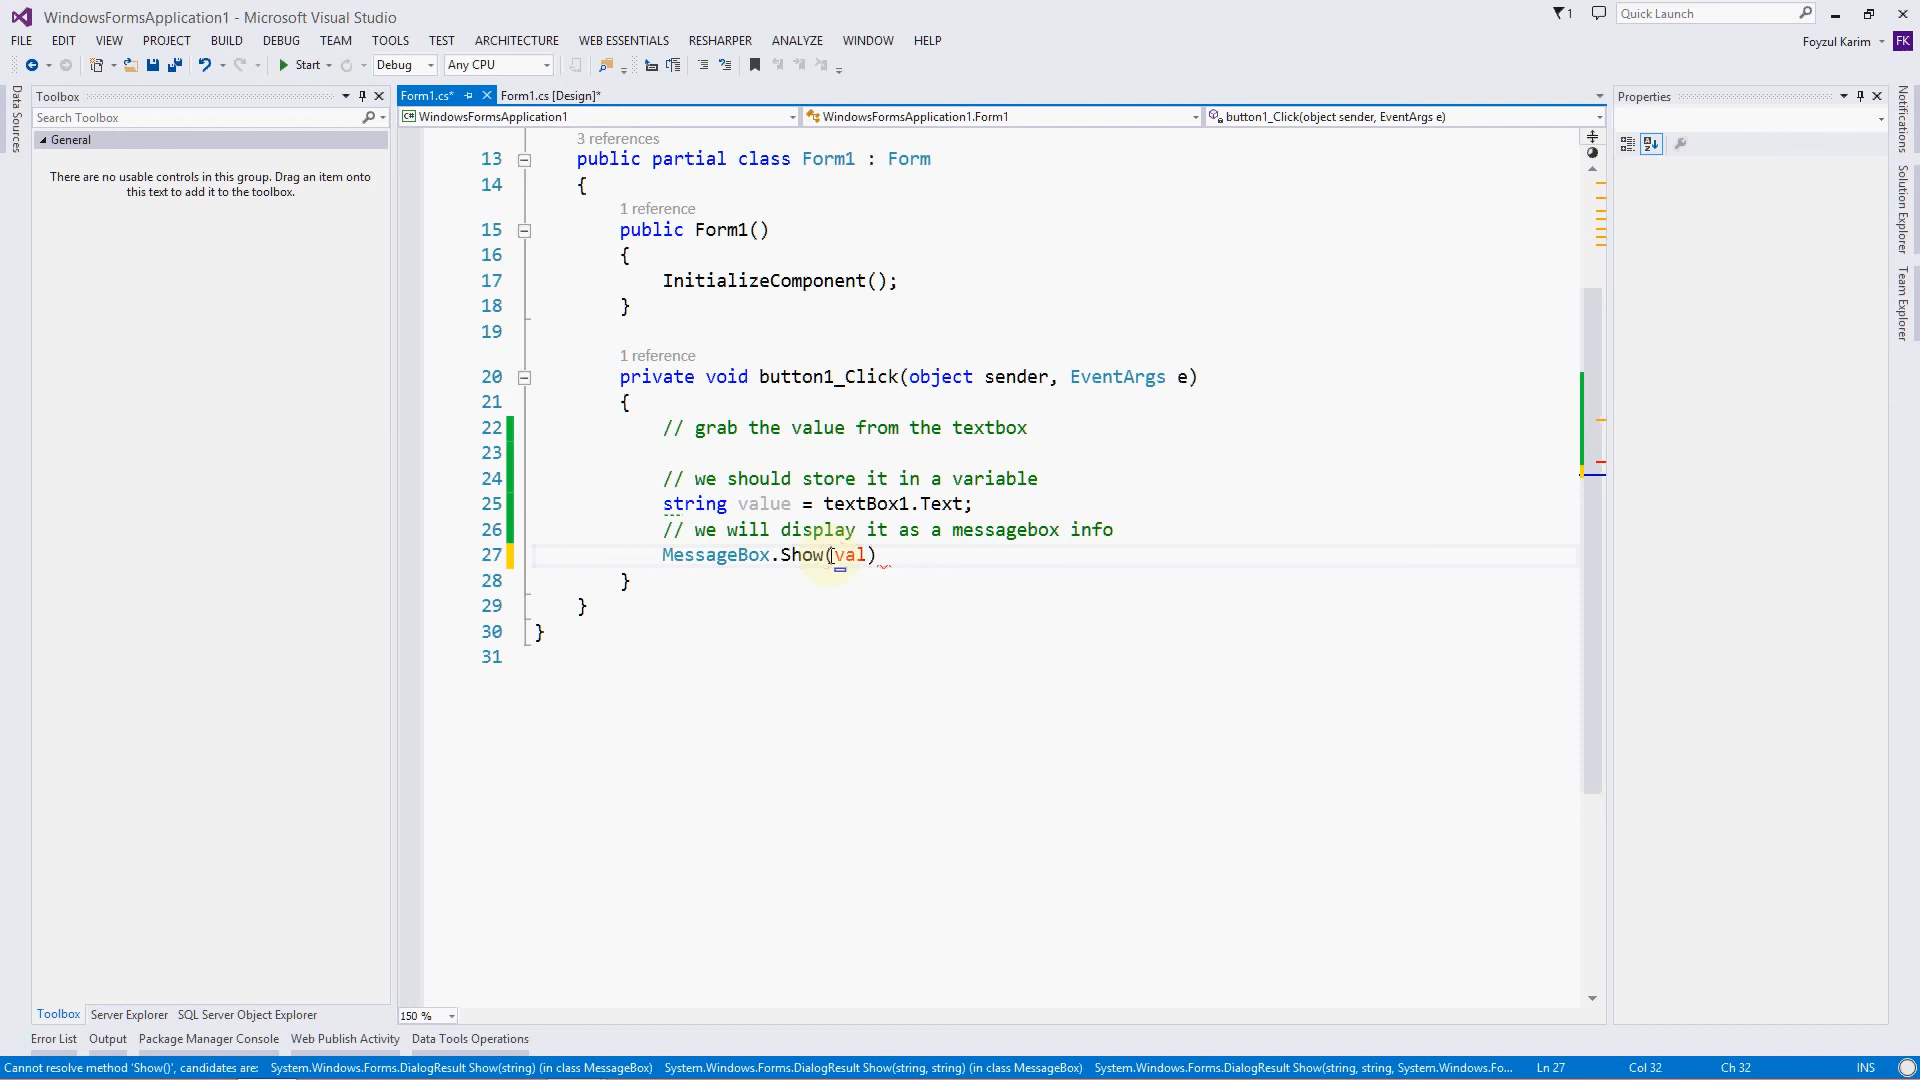 WindowsFormsApplication1 - Microsoft Visual Studio
1
Quick Launch
FILE EDIT VIEW PROJECT BUILD DEBUG TEAM TOOLS TEST ARCHITECTURE WEB ESSENTIALS RESHARPER ANALYZE WINDOW HELP
Foyzul Karim FK
Start Debug Any CPU
Data Sources
Toolbox
Search Toolbox
General
There are no usable controls in this group. Drag an item onto
this text to add it to the toolbox.
Form1.cs* Form1.cs [Design]*
C# WindowsFormsApplication1 WindowsFormsApplication1.Form1 button1_Click(object sender, EventArgs e)
3 references
13 public partial class Form1 : Form
14 {
1 reference
15 public Form1()
16 {
17 InitializeComponent();
18 }
19
1 reference
20 private void button1_Click(object sender, EventArgs e)
21 {
22 // grab the value from the textbox
23
24 // we should store it in a variable
25 string value = textBox1.Text;
26 // we will display it as a messagebox info
27 MessageBox.Show(val)
28 }
29 }
30 }
31
150 %
Properties
Notifications
Solution Explorer
Team Explorer
Toolbox Server Explorer SQL Server Object Explorer
Error List Output Package Manager Console Web Publish Activity Data Tools Operations
Cannot resolve method 'Show()', candidates are: System.Windows.Forms.DialogResult Show(string) (in class MessageBox) System.Windows.Forms.DialogResult Show(string, string) (in class MessageBox) System.Windows.Forms.DialogResult Show(string, string, System.Windows.Fo... Ln 27 Col 32 Ch 32 INS